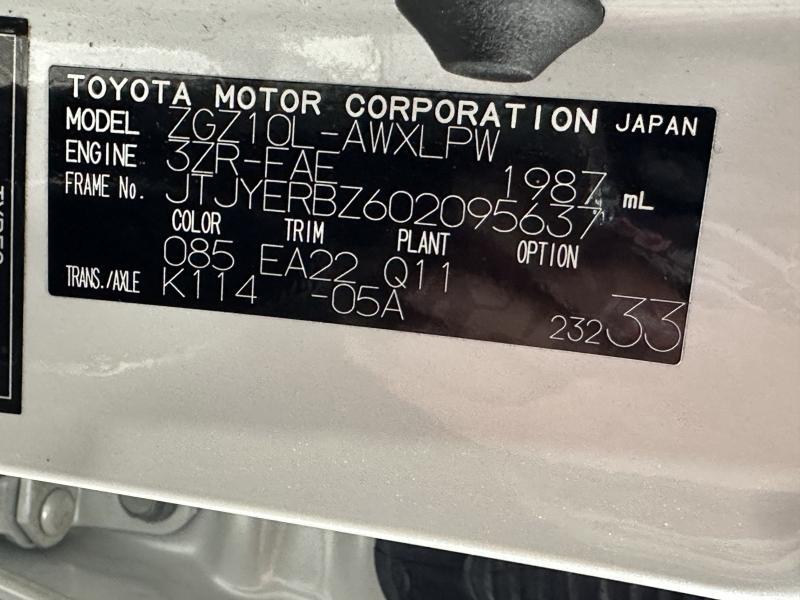 TOYOTA MOTOR CORPORATION JAPAN
MODEL ZGZ10L-AWXLPW
ENGINE 3ZR-FAE 1987 mL
FRAME No. JTJYERBZ602095637
COLOR TRIM PLANT OPTION
085 EA22 Q11
TRANS./AXLE K114 -05A
23233